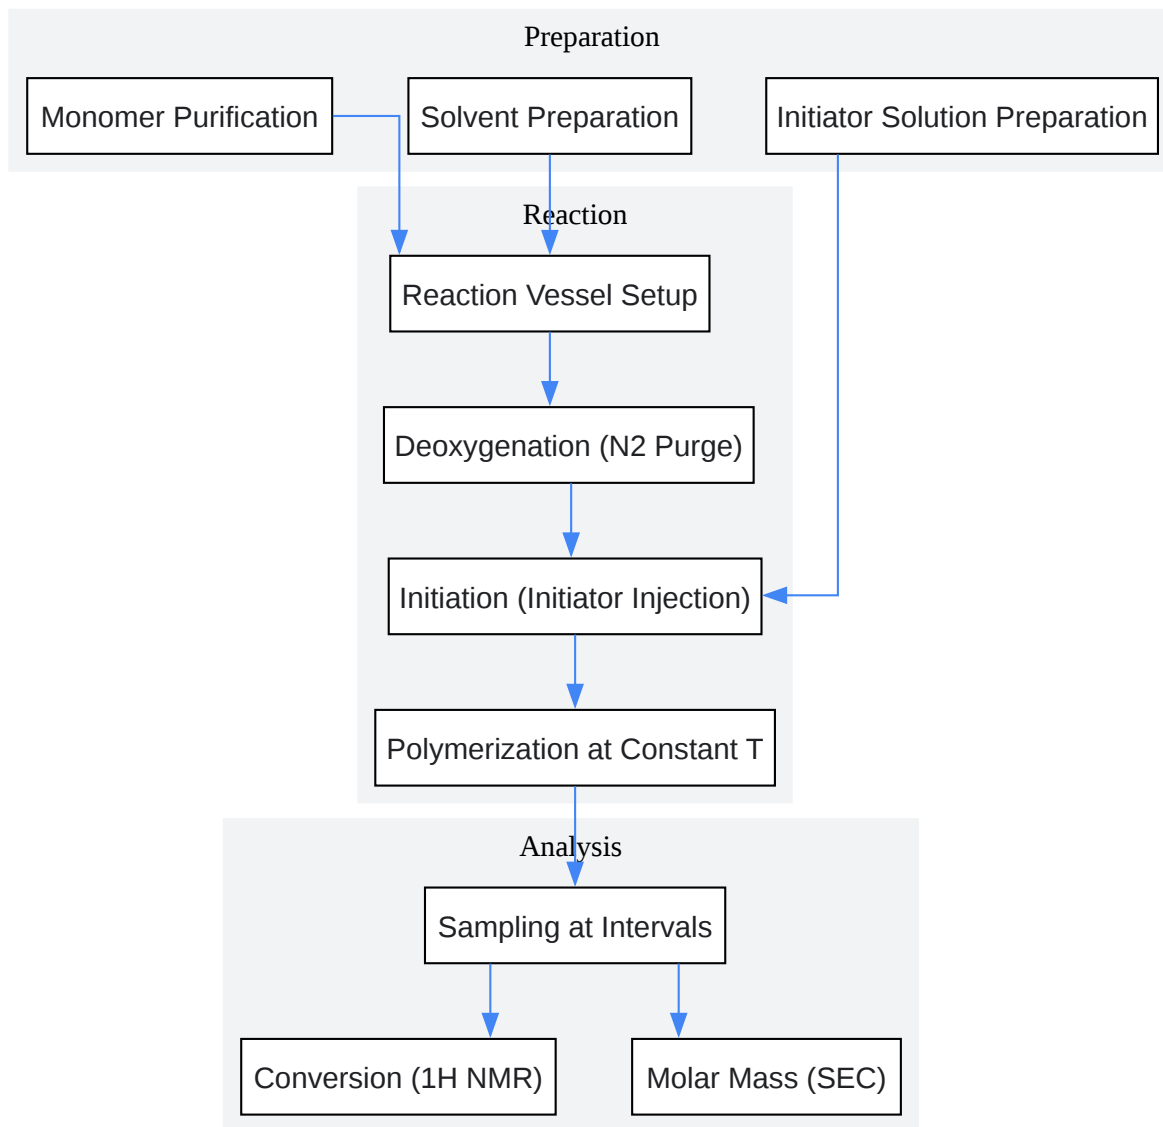 Preparation
Monomer Purification
Solvent Preparation
Initiator Solution Preparation
Reaction
Reaction Vessel Setup
Deoxygenation (N2 Purge)
Initiation (Initiator Injection)
Polymerization at Constant T
Analysis
Sampling at Intervals
Conversion (1H NMR)
Molar Mass (SEC)